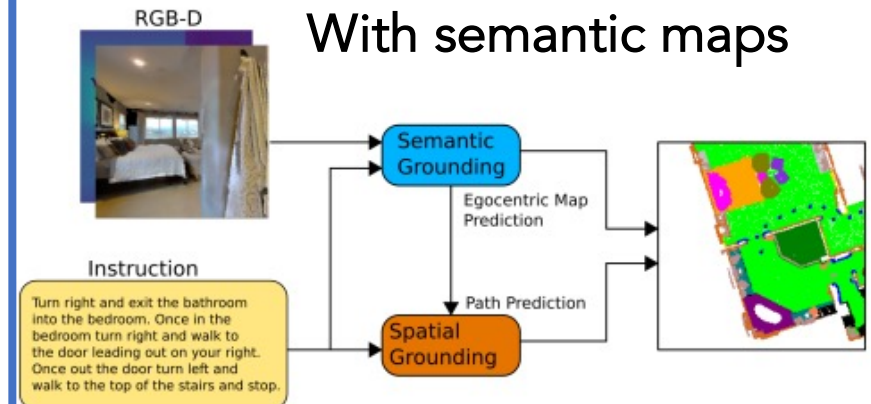 RGB-D
With semantic maps
Semantic
Grounding
Egocentric Map
Prediction
Instruction
Turn right and exit the bathroom
into the bedroom. Once in the
bedroom turn right and walk to
the door leading out on your right.
Once out the door turn left and
walk to the top of the stairs and stop.
Path Prediction
Spatial
Grounding